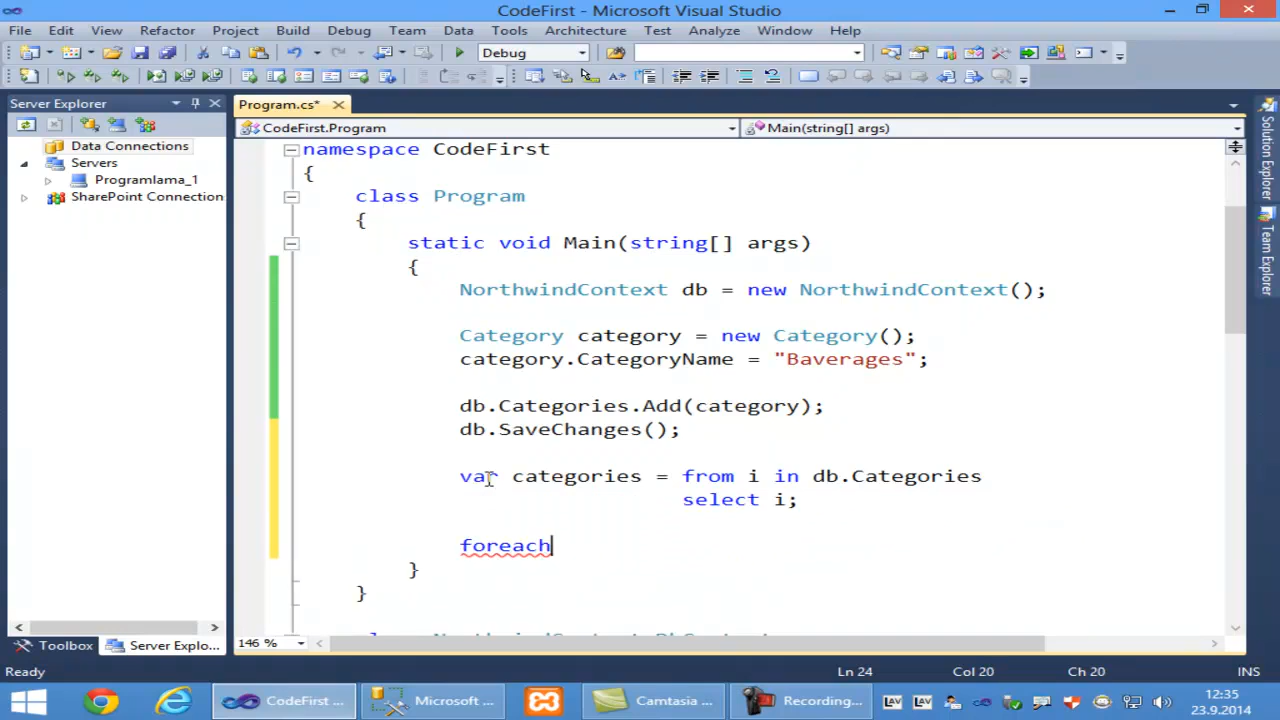 CodeFirst - Microsoft Visual Studio
File Edit View Refactor Project Build Debug Team Data Tools Architecture Test Analyze Window Help
Debug
Server Explorer
Program.cs*
CodeFirst.Program
Main(string[] args)
Data Connections
Servers
Programlama_1
SharePoint Connection
namespace CodeFirst
{
class Program
{
static void Main(string[] args)
{
NorthwindContext db = new NorthwindContext();
Category category = new Category();
category.CategoryName = "Baverages";
db.Categories.Add(category);
db.SaveChanges();
var categories = from i in db.Categories
select i;
foreach
}
}
Toolbox
Server Explo...
146 %
Ready
Ln 24
Col 20
Ch 20
INS
Solution Explorer
Team Explorer
CodeFirst ...
Microsoft ...
Camtasia ...
Recording...
12:35
23.9.2014